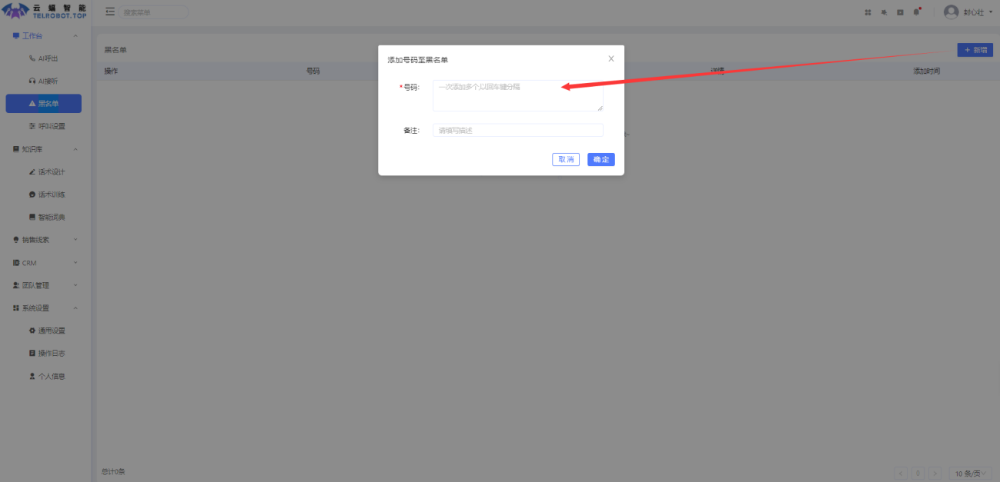 云蝠智能
TELROBOT.TOP
搜索菜单
封心社
工作台
AI呼出
AI接听
黑名单
呼叫设置
知识库
话术设计
话术训练
智能词典
销售线索
CRM
团队管理
系统设置
通用设置
操作日志
个人信息
黑名单
+ 新增
操作 号码 详情 添加时间
添加号码至黑名单 X
*号码: 一次添加多个,以回车键分隔
备注: 请填写描述
取消 确定
总计0条
< 0 > 10 条/页